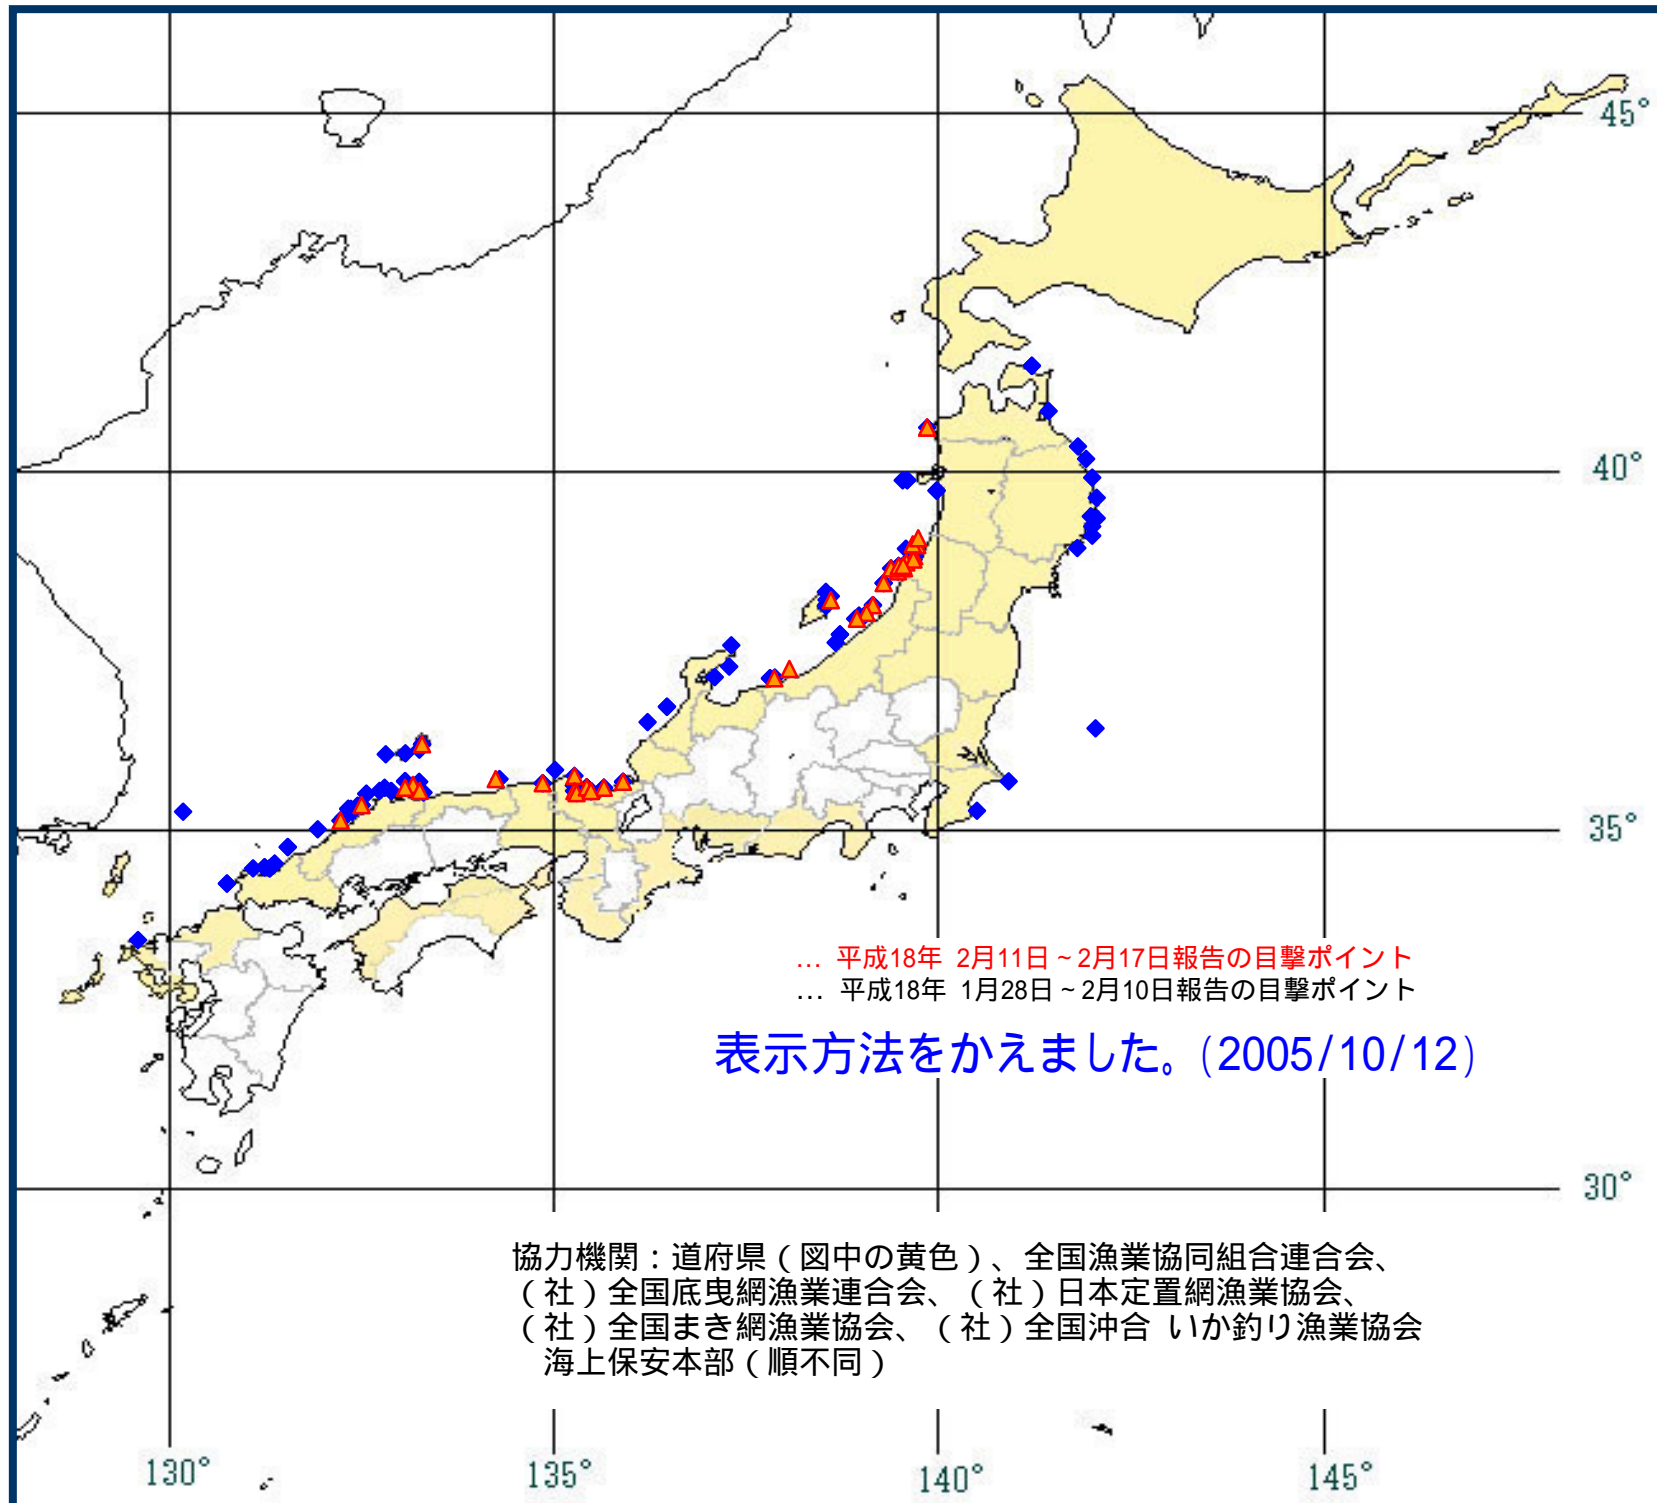 45°
40°
… 平成18年 2月11日~2月17日報告の目撃ポイント
… 平成18年 1月28日~2月10日報告の目撃ポイント
表示方法をかえました。(2005/10/12)
35°
30°
協力機関:道府県(図中の黄色)、全国漁業協同組合連合会、
(社)全国底曳網漁業連合会、(社)日本定置網漁業協会、
(社)全国まき網漁業協会、(社)全国沖合 いか釣り漁業協会
海上保安本部(順不同)
130° 135° 140° 145°